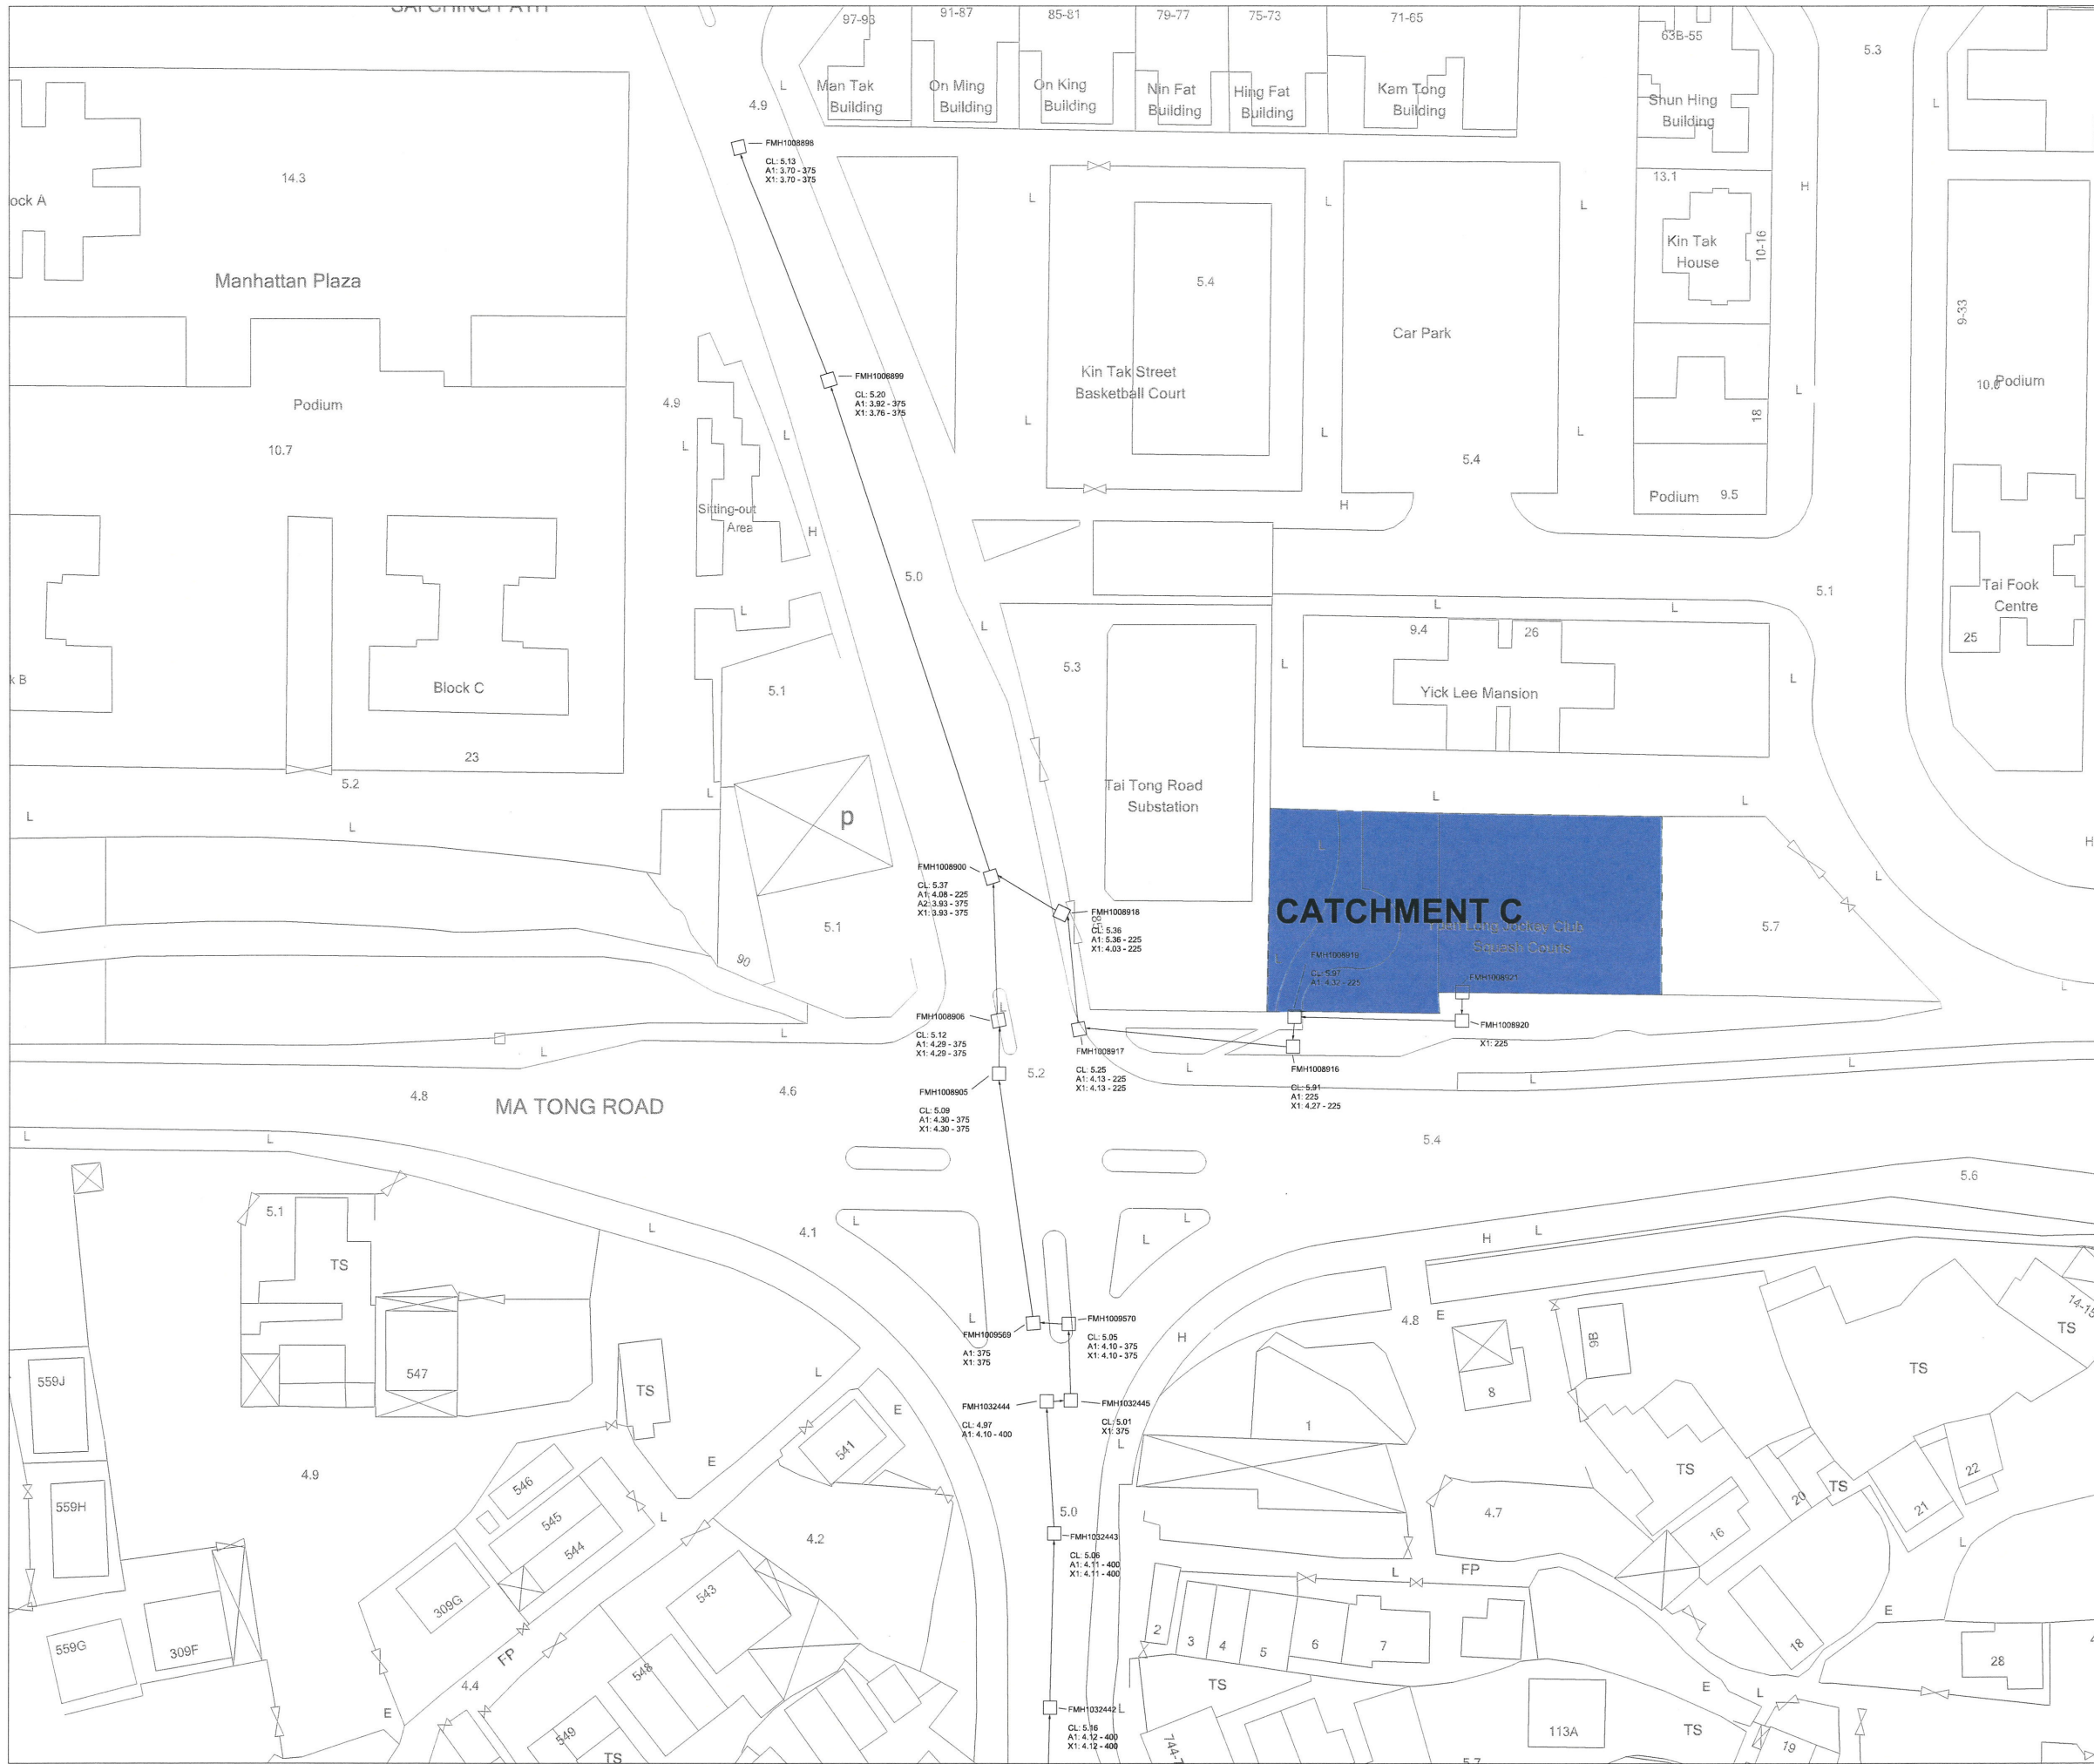 97-93
91-87
85-81
79-77
75-73
71-65
63B-55
5.3
Man Tak
Building
On Ming
Building
On King
Building
Nin Fat
Building
Hing Fat
Building
Kam Tong
Building
Shun Hing
Building
4.9
L
L
FMH1008898
CL: 5.13
A1: 3.70 - 375
X1: 3.70 - 375
14.3
ock A
L
L
L
13.1
H
Kin Tak
House
10-16
Manhattan Plaza
5.4
9-33
Car Park
FMH1008899
CL: 5.20
A1: 3.92 - 375
X1: 3.76 - 375
Kin Tak Street
Basketball Court
Podium
10.7
4.9
L
L
L
L
L
5.4
18
L
Podium
Podium 9.5
Sitting-out
Area
H
H
5.0
5.1
Tai Fook
Centre
25
L
L
L
L
9.4
26
5.3
L
L
k B
Block C
5.1
Yick Lee Mansion
23
5.2
L
L
L
Tai Tong Road
Substation
L
L
p
H
FMH1008900
CL: 5.37
A1: 4.08 - 225
A2: 3.93 - 375
X1: 3.93 - 375
L
L
CATCHMENT C
Yuen Long Jockey Club
Squash Courts
5.7
FMH1008918
CL: 5.36
A1: 5.36 - 225
X1: 4.03 - 225
5.1
90
FMH1008919
CL: 5.97
A1: 4.32 - 225
FMH1008921
L
L
L
FMH1008906
CL: 5.12
A1: 4.29 - 375
X1: 4.29 - 375
FMH1008920
X1: 225
L
L
FMH1008917
CL: 5.25
A1: 4.13 - 225
X1: 4.13 - 225
5.2
L
FMH1008916
CL: 5.91
A1: 225
X1: 4.27 - 225
L
L
4.8
MA TONG ROAD
4.6
FMH1008905
CL: 5.09
A1: 4.30 - 375
X1: 4.30 - 375
L
L
5.4
5.6
5.1
L
4.1
L
L
L
H
L
TS
L
FMH1009569
A1: 375
X1: 375
FMH1009570
CL: 5.05
A1: 4.10 - 375
X1: 4.10 - 375
H
4.8
E
9B
14-15
TS
TS
559J
547
TS
L
8
FMH1032444
CL: 4.97
A1: 4.10 - 400
FMH1032445
CL: 5.01
X1: 375
L
1
E
541
E
4.9
546
545
544
L
TS
20
TS
21
22
559H
4.2
5.0
FMH1032443
CL: 5.06
A1: 4.11 - 400
X1: 4.11 - 400
4.7
16
L
L
FP
309G
543
559G
309F
FP
548
2
3
4
5
6
7
18
E
28
4.4
E
549
TS
FMH1032442
L
CL: 5.16
A1: 4.12 - 400
X1: 4.12 - 400
TS
113A
E
L
TS
19